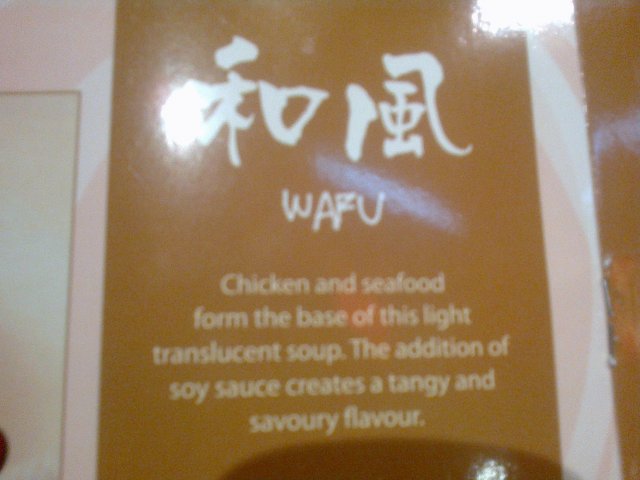 和風
WAFU
Chicken and seafood
form the base of this light
translucent soup. The addition of
soy sauce creates a tangy and
savoury flavour.